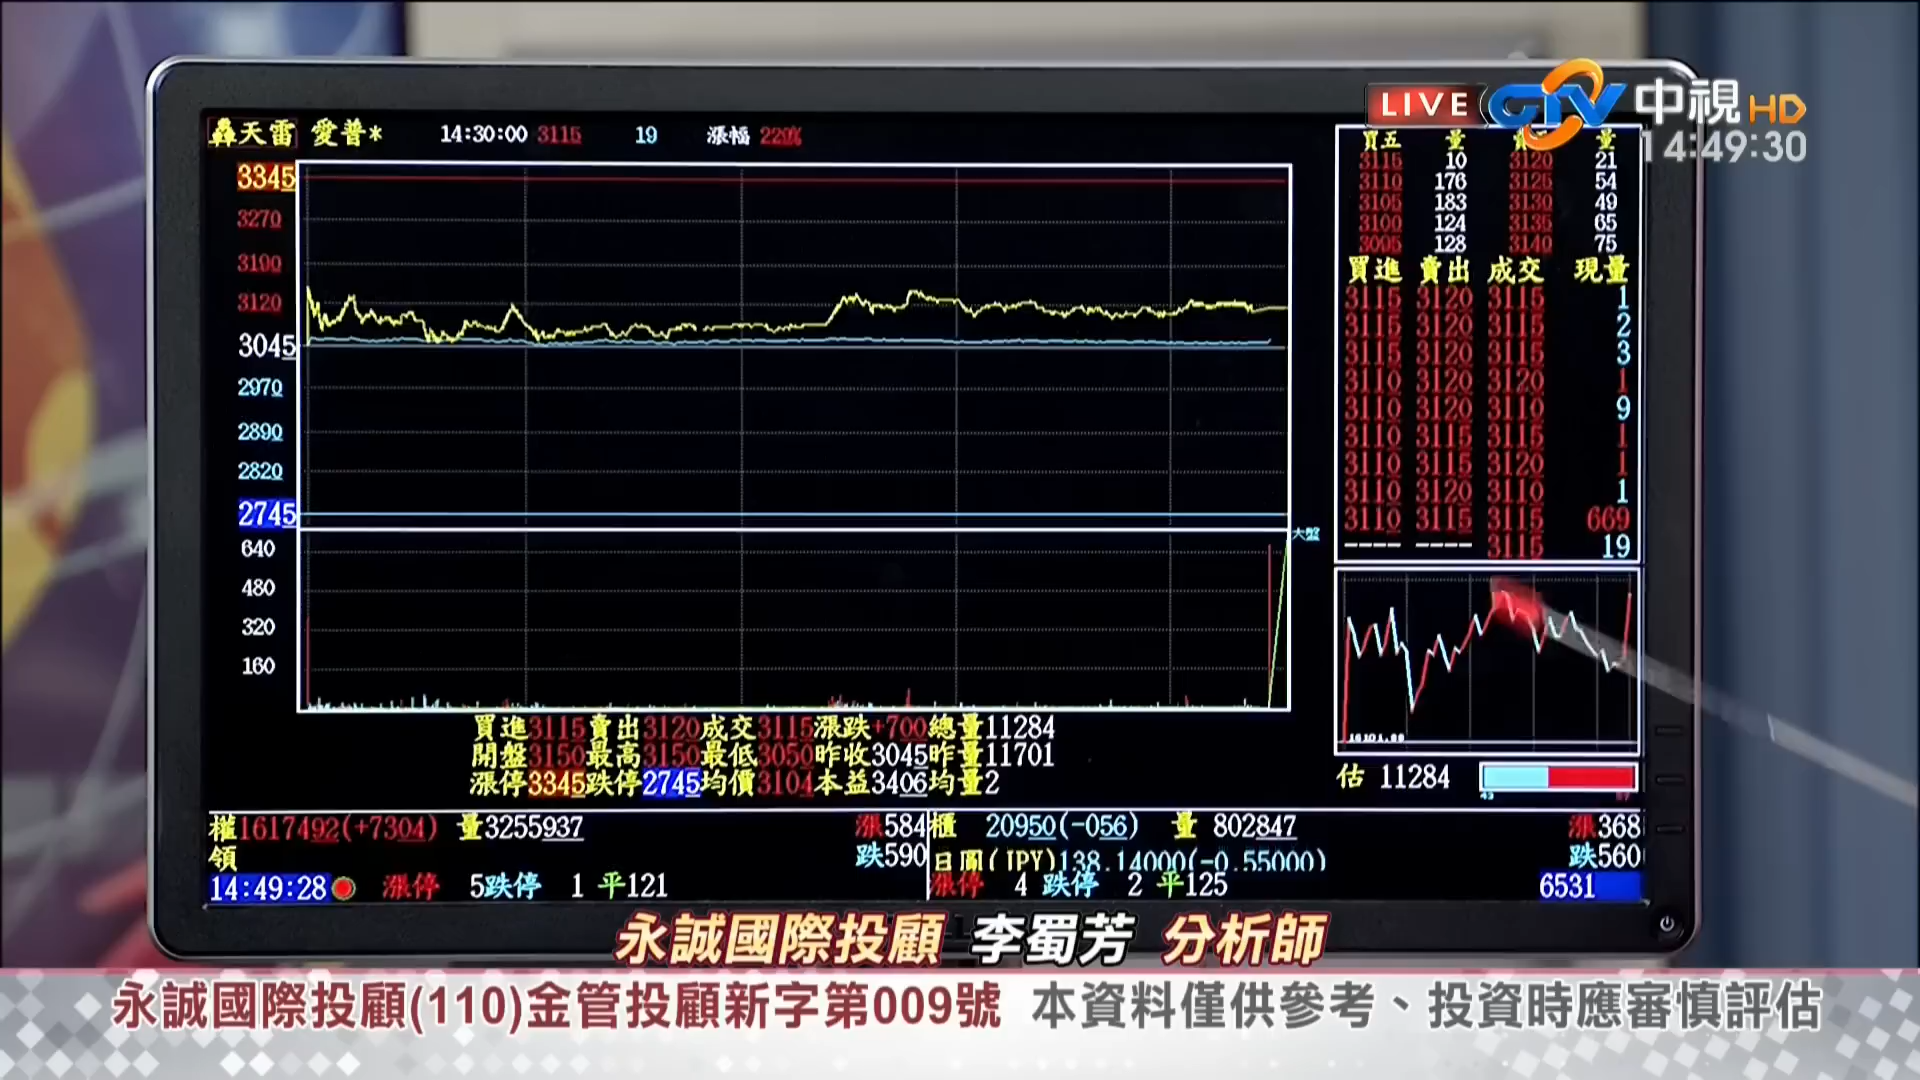 LIVE CTV 中視 HD
14:49:30
轟天雷 愛普* 14:30:00 3115 19 漲幅 220%
3345
3270
3190
3120
3045
2970
2890
2820
2745
640
480
320
160
大盤
買五 量 量
3115 10 3120 21
3110 176 3125 54
3105 183 3130 49
3100 124 3135 65
3095 128 3140 75
買進 賣出 成交 現量
3115 3120 3115 1
3115 3120 3115 2
3115 3120 3115 3
3110 3120 3120 1
3110 3120 3110 9
3110 3115 3115 1
3110 3115 3120 1
3110 3120 3110 1
3110 3115 3115 669
---- ---- 3115 19
估 11284
買進3115賣出3120成交3115漲跌+700總量11284
開盤3150最高3150最低3050昨收3045昨量11701
漲停3345跌停2745均價3104本益3406均量2
權1617492(+7304) 量3255937 漲584
領 跌590
14:49:28 漲停 5跌停 1 平121
櫃 20950(-056) 量 802847 漲368
日圓(JPY)138.14000(-0.55000) 跌560
漲停 4 跌停 2 平125 6531
永誠國際投顧 李蜀芳 分析師
永誠國際投顧(110)金管投顧新字第009號 本資料僅供參考、投資時應審慎評估